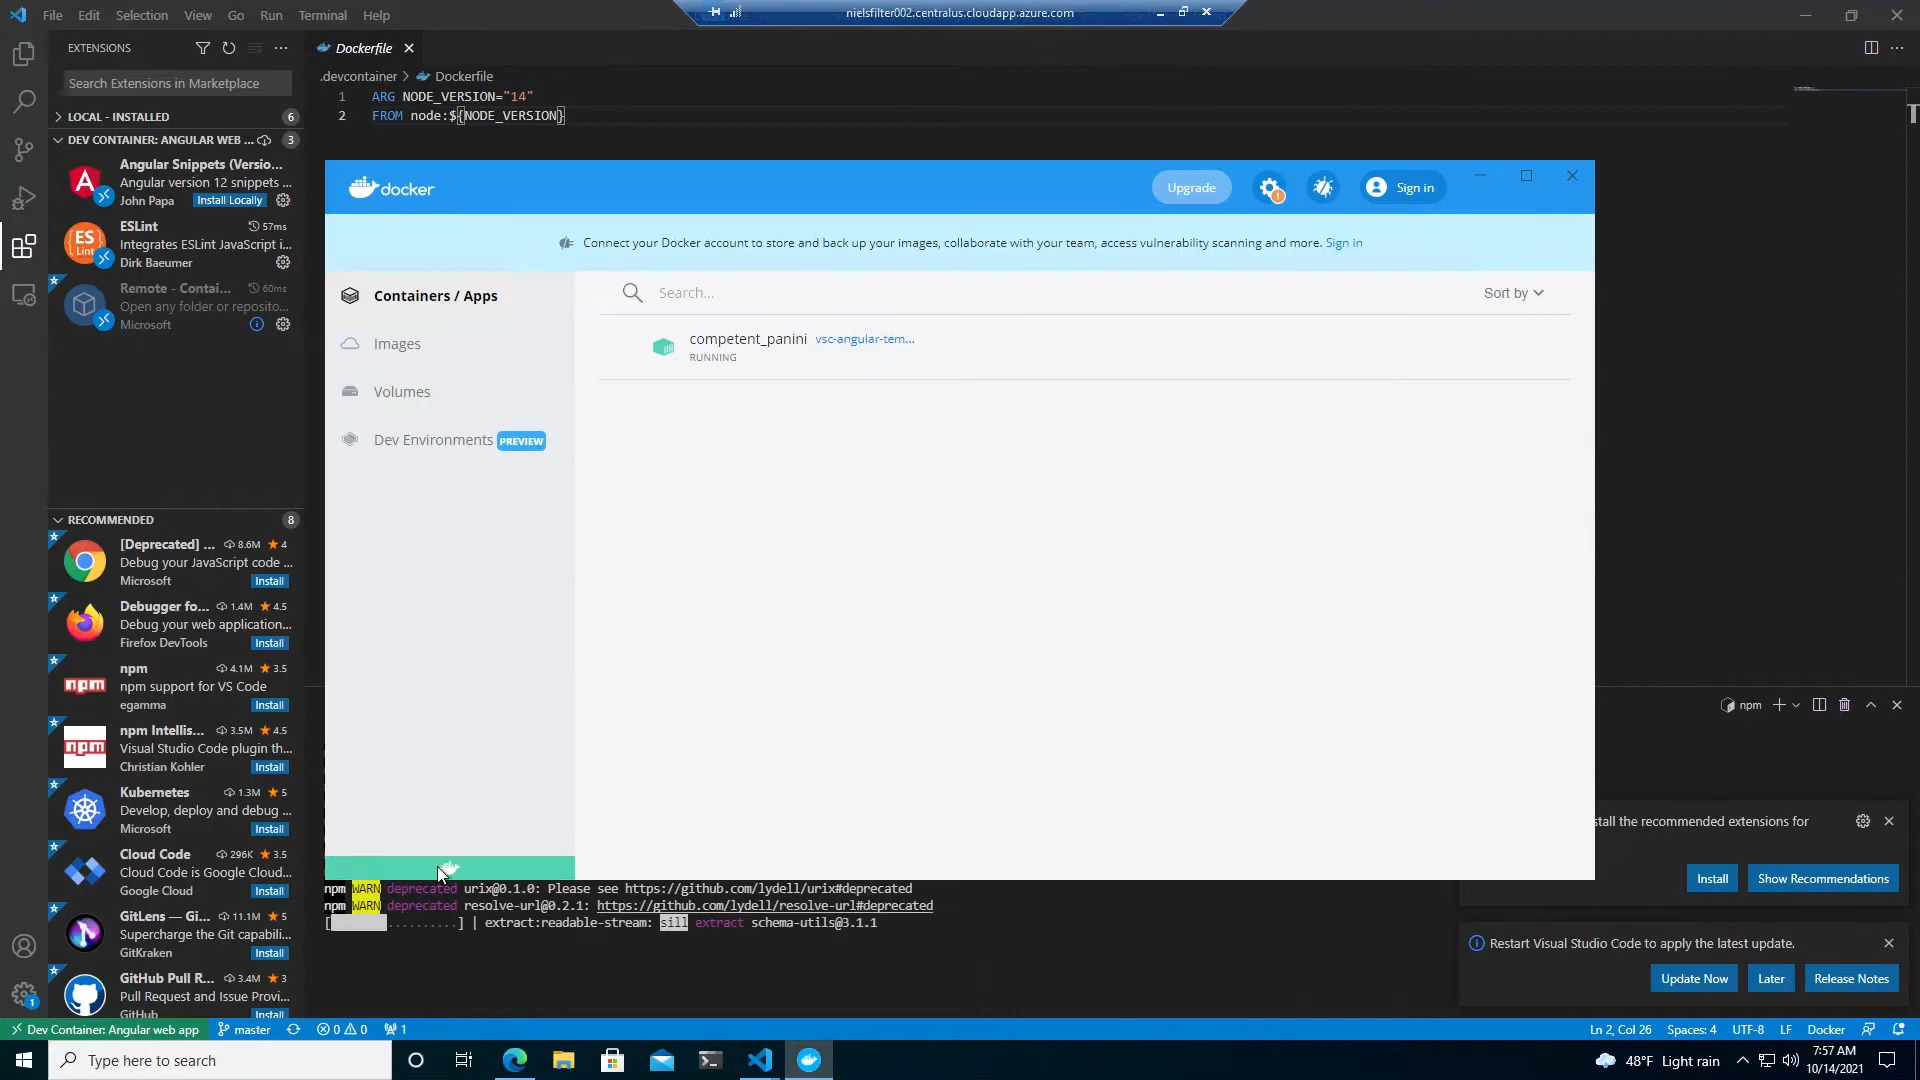 File Edit Selection View Go Run Terminal Help
nielsfilter002.centralus.cloudapp.azure.com
EXTENSIONS
Dockerfile
Search Extensions in Marketplace
.devcontainer > Dockerfile
1 ARG NODE_VERSION="14"
2 FROM node:${NODE_VERSION}
LOCAL - INSTALLED 6
DEV CONTAINER: ANGULAR WEB ... 3
Angular Snippets (Versio...
Angular version 12 snippets ...
John Papa Install Locally
ESLint 57ms
Integrates ESLint JavaScript i...
Dirk Baeumer
Remote - Contai... 60ms
Open any folder or reposito...
Microsoft
docker
Upgrade
Sign in
Connect your Docker account to store and back up your images, collaborate with your team, access vulnerability scanning and more. Sign in
Containers / Apps
Images
Volumes
Dev Environments PREVIEW
Search...
Sort by
competent_panini vsc-angular-tem...
RUNNING
RECOMMENDED 8
[Deprecated] ... 8.6M 4
Debug your JavaScript code ...
Microsoft Install
Debugger fo... 1.4M 4.5
Debug your web application...
Firefox DevTools Install
npm 4.1M 3.5
npm support for VS Code
egamma Install
npm Intellis... 3.5M 4.5
Visual Studio Code plugin th...
Christian Kohler Install
Kubernetes 1.3M 5
Develop, deploy and debug ...
Microsoft Install
Cloud Code 296K 3.5
Cloud Code is Google Cloud...
Google Cloud Install
GitLens — Gi... 11.1M 5
Supercharge the Git capabili...
GitKraken Install
GitHub Pull R... 3.4M 3
Pull Request and Issue Provi...
GitHub Install
npm
npm WARN deprecated urix@0.1.0: Please see https://github.com/lydell/urix#deprecated
npm WARN deprecated resolve-url@0.2.1: https://github.com/lydell/resolve-url#deprecated
[ ..........] | extract:readable-stream: sill extract schema-utils@3.1.1
stall the recommended extensions for
Install Show Recommendations
Restart Visual Studio Code to apply the latest update.
Update Now Later Release Notes
Dev Container: Angular web app master 0 0 1
Ln 2, Col 26 Spaces: 4 UTF-8 LF Docker
Type here to search
48°F Light rain
7:57 AM
10/14/2021